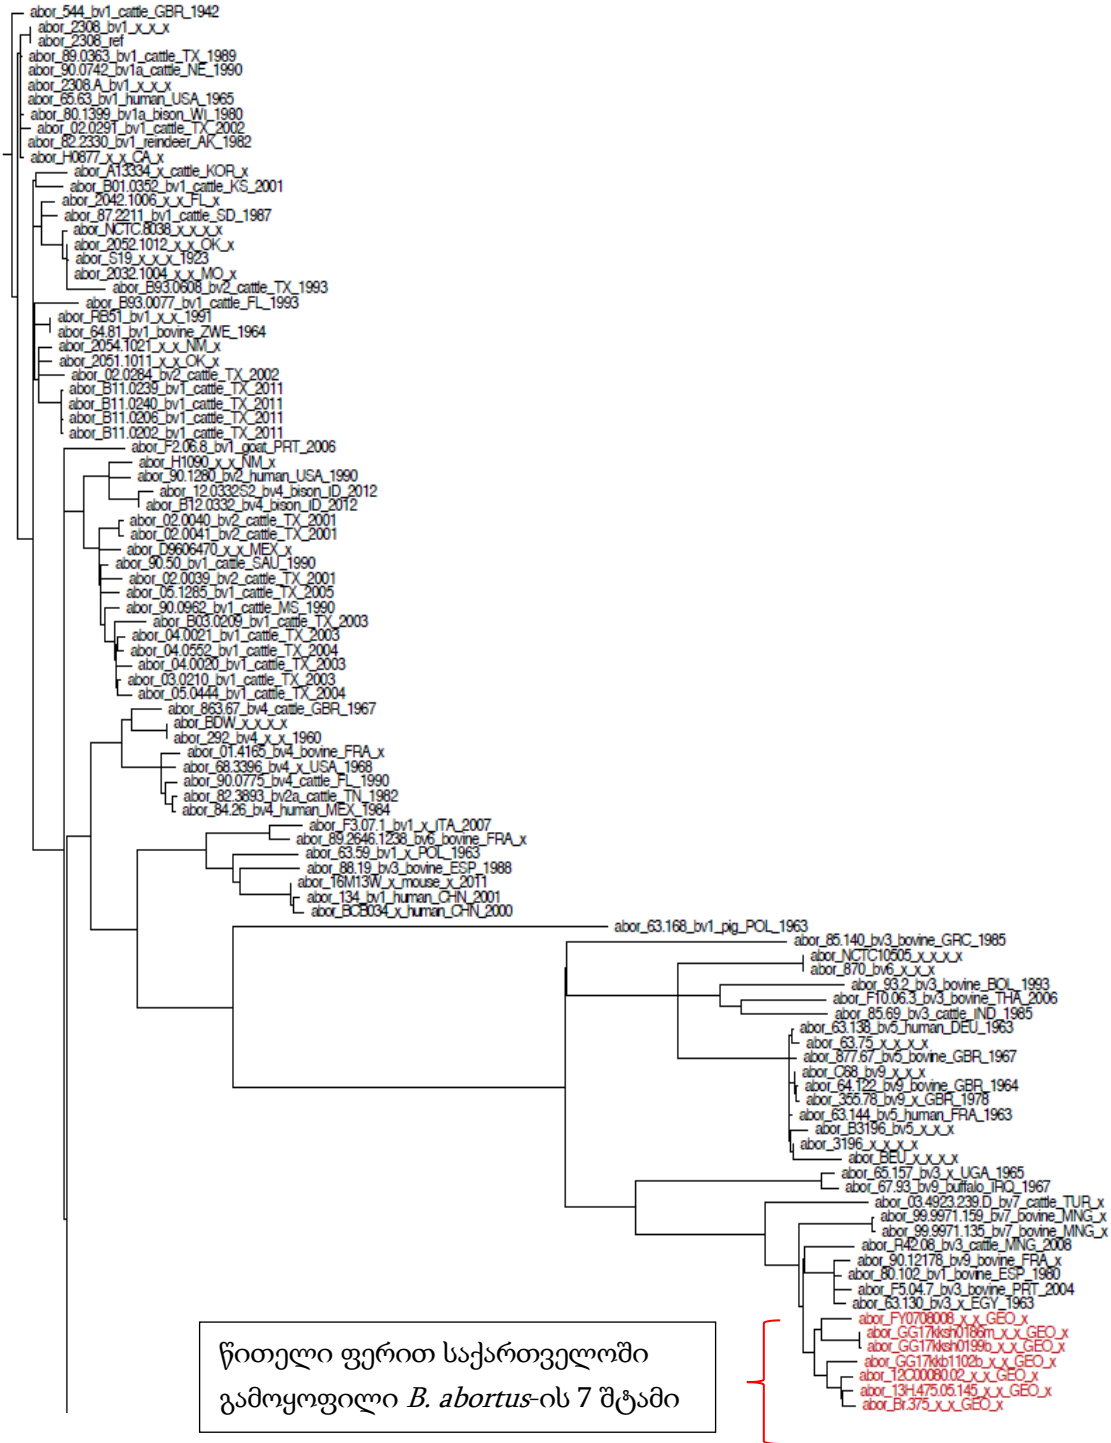 abor_544_bv1_cattle_GBR_1942
abor_2308_bv1_x_x_x
abor_2308_ref
abor_89.0363_bv1_cattle_TX_1989
abor_90.0742_bv1a_cattle_NE_1990
abor_2308.A_bv1_x_x_x
abor_65.63_bv1_human_USA_1965
abor_80.1399_bv1a_bison_WI_1980
abor_02.0291_bv1_cattle_TX_2002
abor_82.2330_bv1_reindeer_AK_1982
abor_H0877_x_x_CA_x
abor_A13334_x_cattle_KOR_x
abor_B01.0352_bv1_cattle_KS_2001
abor_2042.1006_x_x_FL_x
abor_87.2211_bv1_cattle_SD_1987
abor_NCTC.8038_x_x_x_x
abor_2052.1012_x_x_OK_x
abor_S19_x_x_x_1923
abor_2032.1004_x_x_MO_x
abor_B93.0608_bv2_cattle_TX_1993
abor_B93.0077_bv1_cattle_FL_1993
abor_RB51_bv1_x_x_1991
abor_64.81_bv1_bovine_ZWE_1964
abor_2054.1021_x_x_NM_x
abor_2051.1011_x_x_OK_x
abor_02.0284_bv2_cattle_TX_2002
abor_B11.0239_bv1_cattle_TX_2011
abor_B11.0240_bv1_cattle_TX_2011
abor_B11.0206_bv1_cattle_TX_2011
abor_B11.0202_bv1_cattle_TX_2011
abor_F2.06.8_bv1_goat_PRT_2006
abor_H1090_x_x_NM_x
abor_90.1280_bv2_human_USA_1990
abor_12.0332S2_bv4_bison_ID_2012
abor_B12.0332_bv4_bison_ID_2012
abor_02.0040_bv2_cattle_TX_2001
abor_02.0041_bv2_cattle_TX_2001
abor_D9606470_x_x_MEX_x
abor_90.50_bv1_cattle_SAU_1990
abor_02.0039_bv2_cattle_TX_2001
abor_05.1285_bv1_cattle_TX_2005
abor_90.0962_bv1_cattle_MS_1990
abor_B03.0209_bv1_cattle_TX_2003
abor_04.0021_bv1_cattle_TX_2003
abor_04.0552_bv1_cattle_TX_2004
abor_04.0020_bv1_cattle_TX_2003
abor_03.0210_bv1_cattle_TX_2003
abor_05.0444_bv1_cattle_TX_2004
abor_863.67_bv4_cattle_GBR_1967
abor_BDW_x_x_x_x
abor_292_bv4_x_x_1960
abor_01.4165_bv4_bovine_FRA_x
abor_68.3396_bv4_x_USA_1968
abor_90.0775_bv4_cattle_FL_1990
abor_82.3893_bv2a_cattle_TN_1982
abor_84.26_bv4_human_MEX_1984
abor_F3.07.1_bv1_x_ITA_2007
abor_89.2646.1238_bv6_bovine_FRA_x
abor_63.59_bv1_x_POL_1963
abor_88.19_bv3_bovine_ESP_1988
abor_16M13W_x_mouse_x_2011
abor_134_bv1_human_CHN_2001
abor_BCB034_x_human_CHN_2000
abor_63.168_bv1_pig_POL_1963
abor_85.140_bv3_bovine_GRC_1985
abor_NCTC10505_x_x_x_x
abor_870_bv6_x_x_x
abor_93.2_bv3_bovine_BOL_1993
abor_F10.06.3_bv3_bovine_THA_2006
abor_85.69_bv3_cattle_IND_1985
abor_63.138_bv5_human_DEU_1963
abor_63.75_x_x_x_x
abor_877.67_bv5_bovine_GBR_1967
abor_C68_bv9_x_x_x
abor_64.122_bv9_bovine_GBR_1964
abor_355.78_bv9_x_GBR_1978
abor_63.144_bv5_human_FRA_1963
abor_B3196_bv5_x_x_x
abor_3196_x_x_x_x
abor_BEU_x_x_x_x
abor_65.157_bv3_x_UGA_1965
abor_67.93_bv9_buffalo_IRQ_1967
abor_03.4923.239.D_bv7_cattle_TUR_x
abor_99.9971.159_bv7_bovine_MNG_x
abor_99.9971.135_bv7_bovine_MNG_x
abor_R42.08_bv3_cattle_MNG_2008
abor_90.12178_bv9_bovine_FRA_x
abor_80.102_bv1_bovine_ESP_1980
abor_F5.04.7_bv3_bovine_PRT_2004
abor_63.130_bv3_x_EGY_1963
abor_FY0708008_x_x_GEO_x
abor_GG17kksh0186m_x_x_GEO_x
abor_GG17kksh0199b_x_x_GEO_x
abor_GG17kkb1102b_x_x_GEO_x
abor_12C00080.02_x_x_GEO_x
abor_13H.475.05.145_x_x_GEO_x
abor_Br.375_x_x_GEO_x
წითელი ფერით საქართველოში
გამოყოფილი B. abortus-ის 7 შტამი